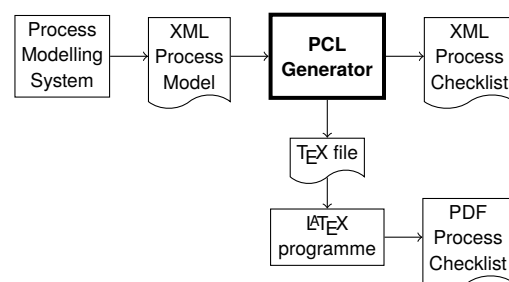 Process
Modelling
System
XML
Process
Model
PCL
Generator
XML
Process
Checklist
TEX file
LATEX
programme
PDF
Process
Checklist